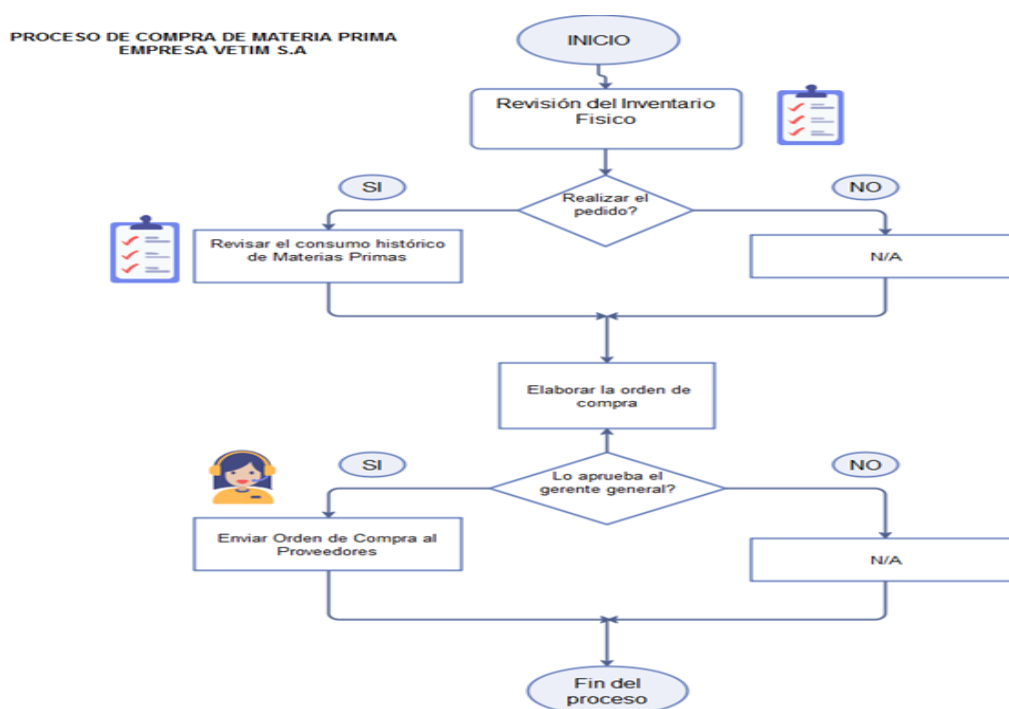 PROCESO DE COMPRA DE MATERIA PRIMA
EMPRESA VETIM S.A
INICIO
Revisión del Inventario
Fisico
SI
Realizar el
pedido?
NO
Revisar el consumo histórico
de Materias Primas
N/A
Elaborar la orden de
compra
SI
Lo aprueba el
gerente general?
NO
Enviar Orden de Compra al
Proveedores
N/A
Fin del
proceso